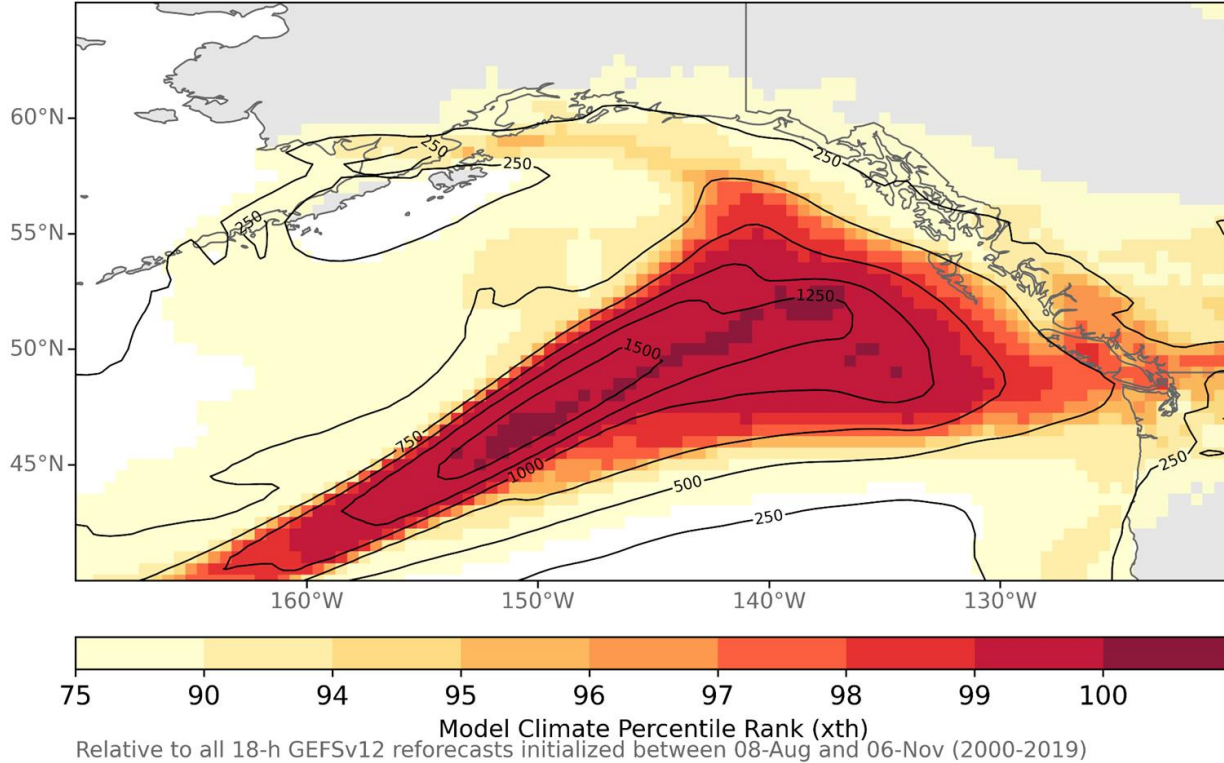 60°N
55°N
50°N
45°N
250
250
250
250
1250
1500
750
1000
500
250
250
160°W 150°W 140°W 130°W
75 90 94 95 96 97 98 99 100
Model Climate Percentile Rank (xth)
Relative to all 18-h GEFSv12 reforecasts initialized between 08-Aug and 06-Nov (2000-2019)